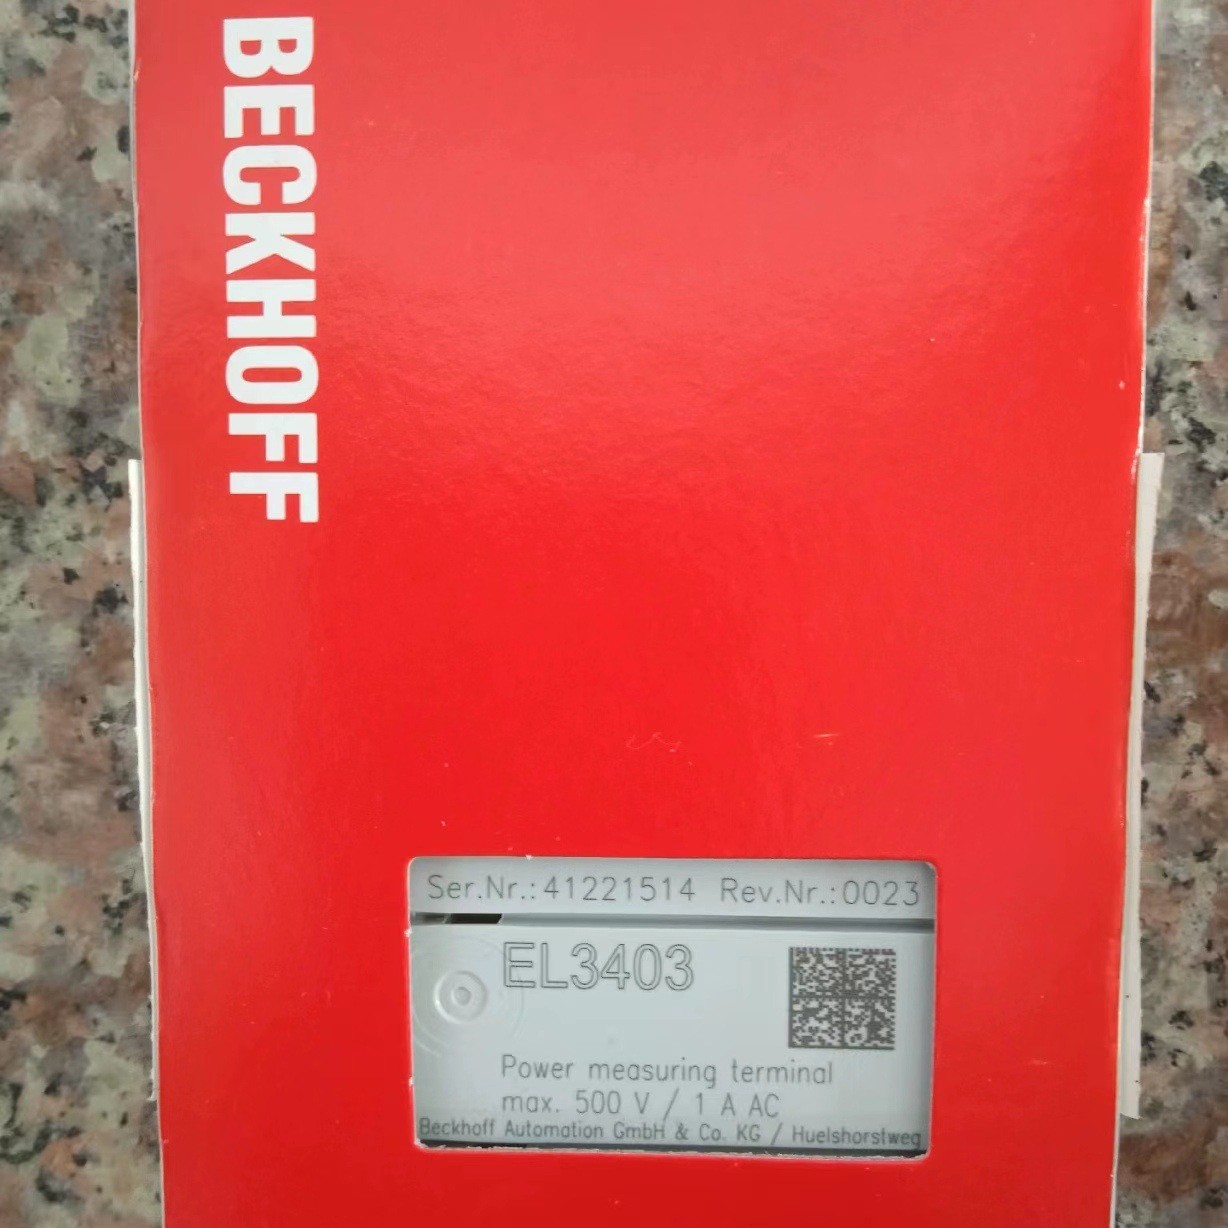 BECKHOFF
Ser.Nr.: 41221514 Rev.Nr.: 0023
EL3403
Power measuring terminal
max. 500 V / 1 A AC
Beckhoff Automation GmbH & Co. KG / Huelshorstweg